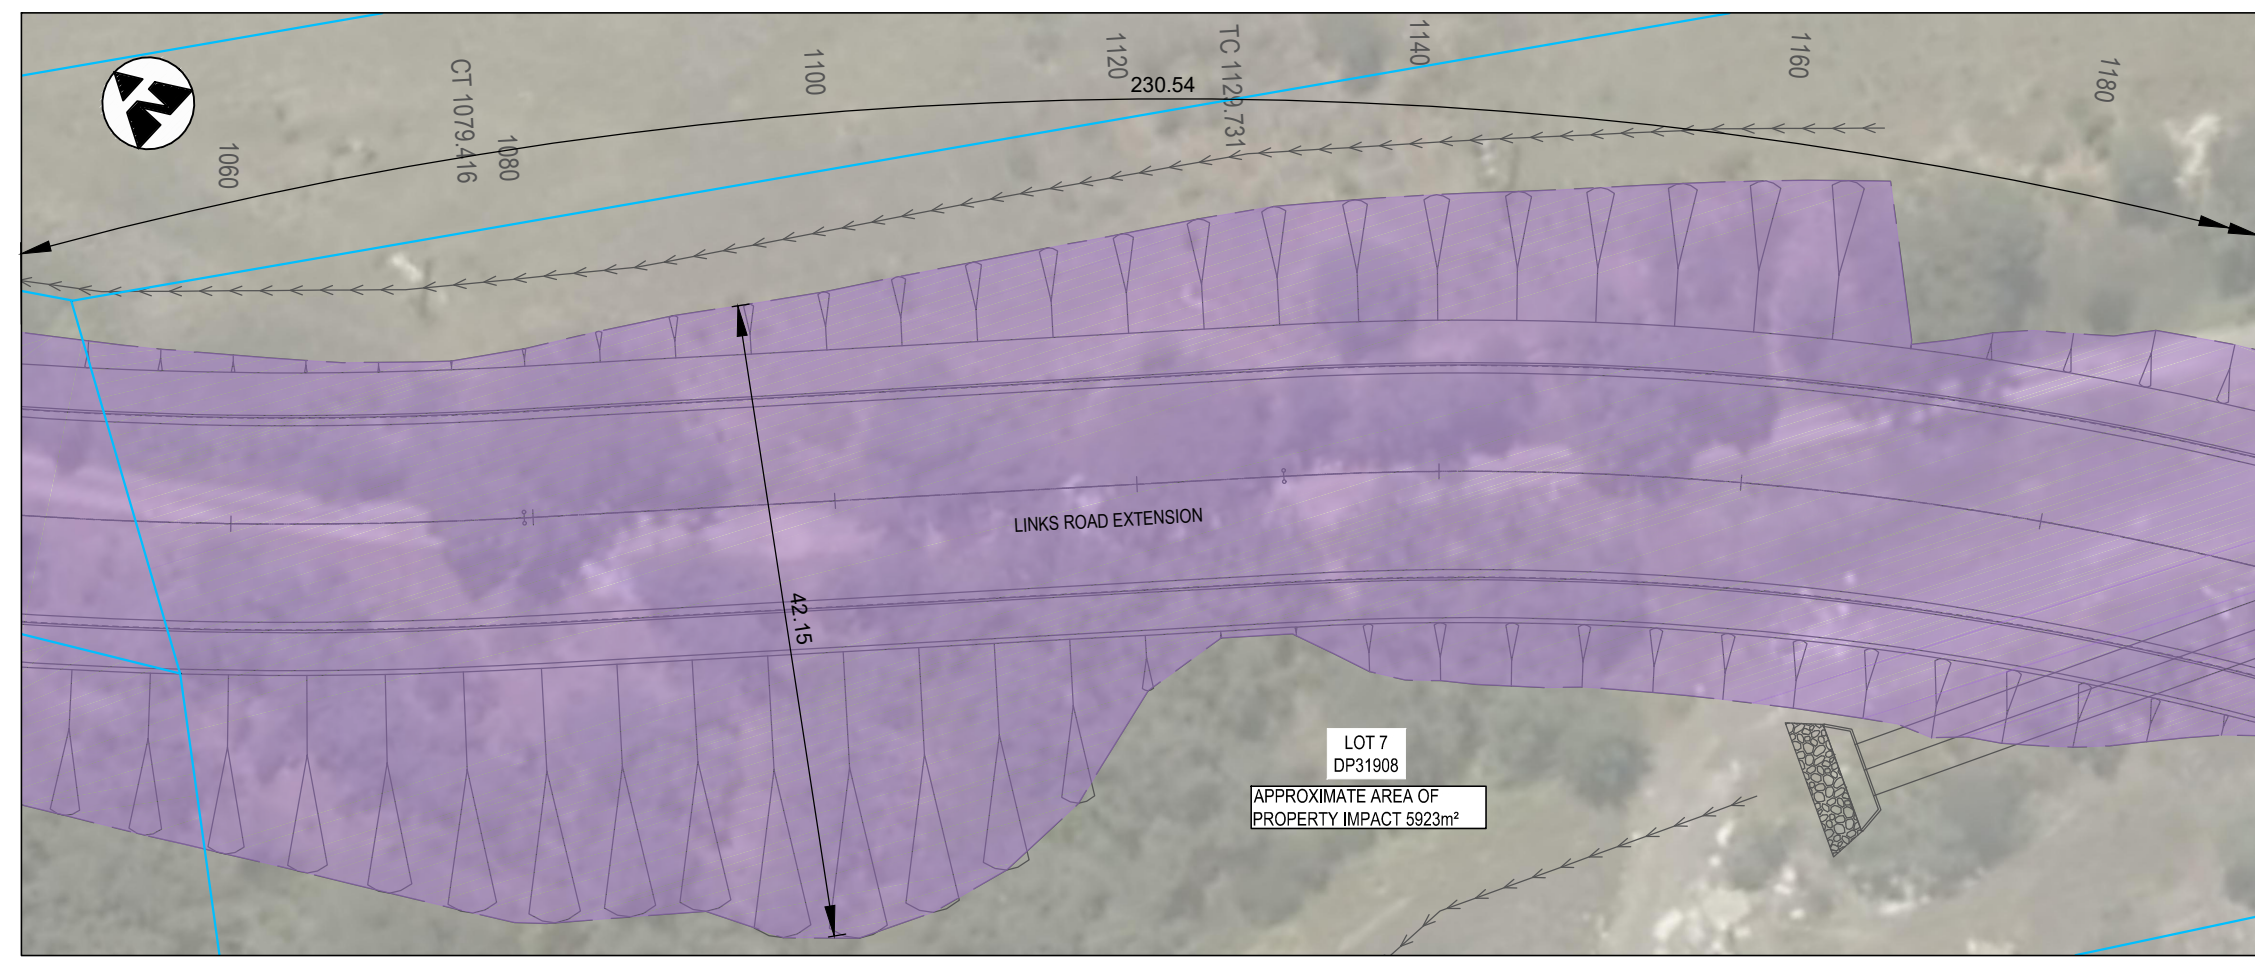 1060
CT 1079.416
1080
1100
1120
TC 1129.731
1140
1160
1180
230.54
42.15
LINKS ROAD EXTENSION
LOT 7
DP31908
APPROXIMATE AREA OF
PROPERTY IMPACT 5923m²